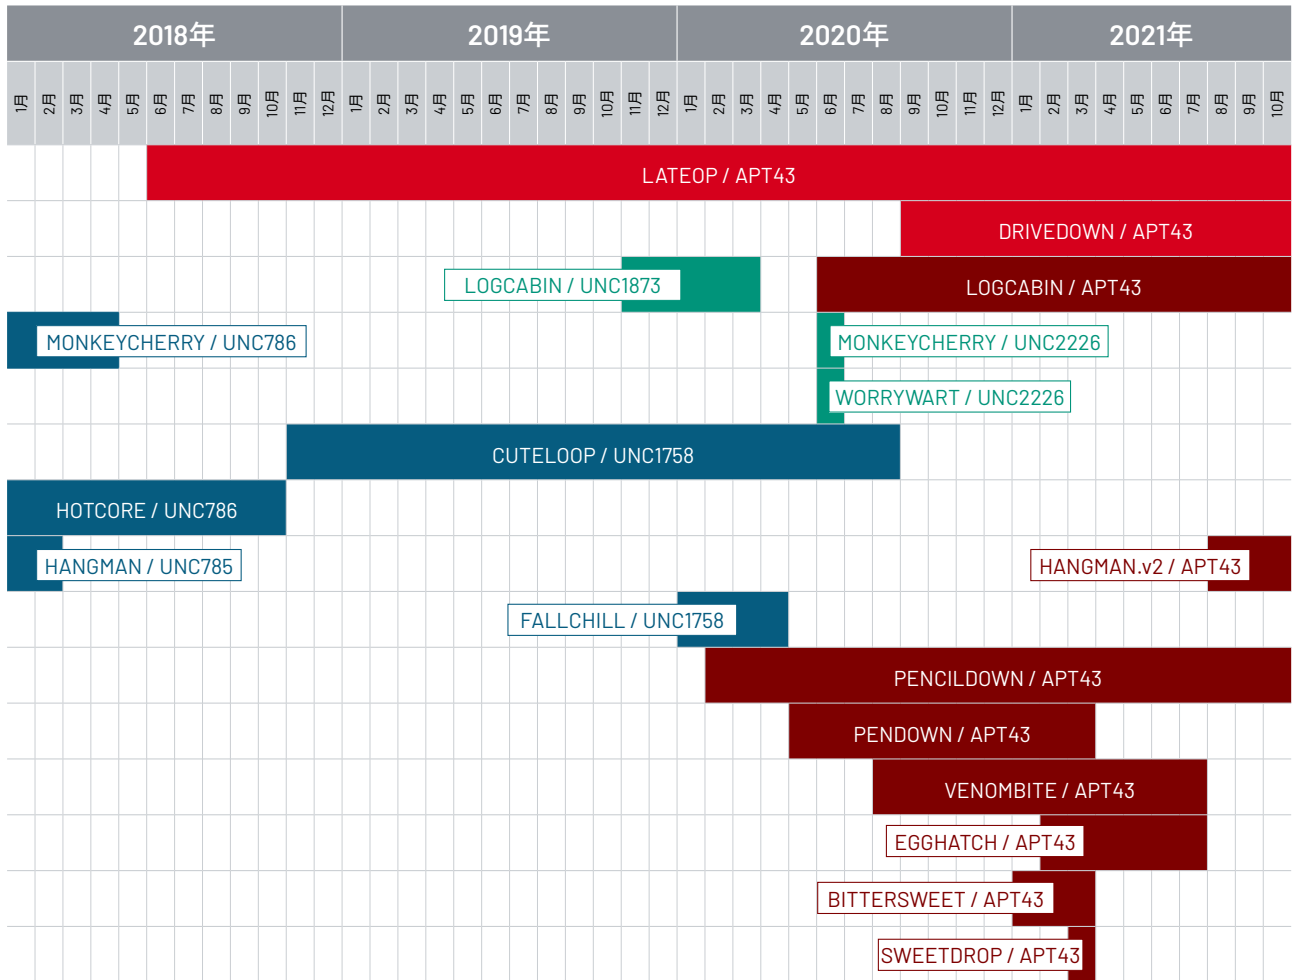 2018年 2019年 2020年 2021年
1月 2月 3月 4月 5月 6月 7月 8月 9月 10月 11月 12月 1月 2月 3月 4月 5月 6月 7月 8月 9月 10月 11月 12月 1月 2月 3月 4月 5月 6月 7月 8月 9月 10月 11月 12月 1月 2月 3月 4月 5月 6月 7月 8月 9月 10月
LATEOP / APT43
DRIVEDOWN / APT43
LOGCABIN / UNC1873 LOGCABIN / APT43
MONKEYCHERRY / UNC786 MONKEYCHERRY / UNC2226
WORRYWART / UNC2226
CUTELOOP / UNC1758
HOTCORE / UNC786
HANGMAN / UNC785 HANGMAN.v2 / APT43
FALLCHILL / UNC1758
PENCILDOWN / APT43
PENDOWN / APT43
VENOMBITE / APT43
EGGHATCH / APT43
BITTERSWEET / APT43
SWEETDROP / APT43